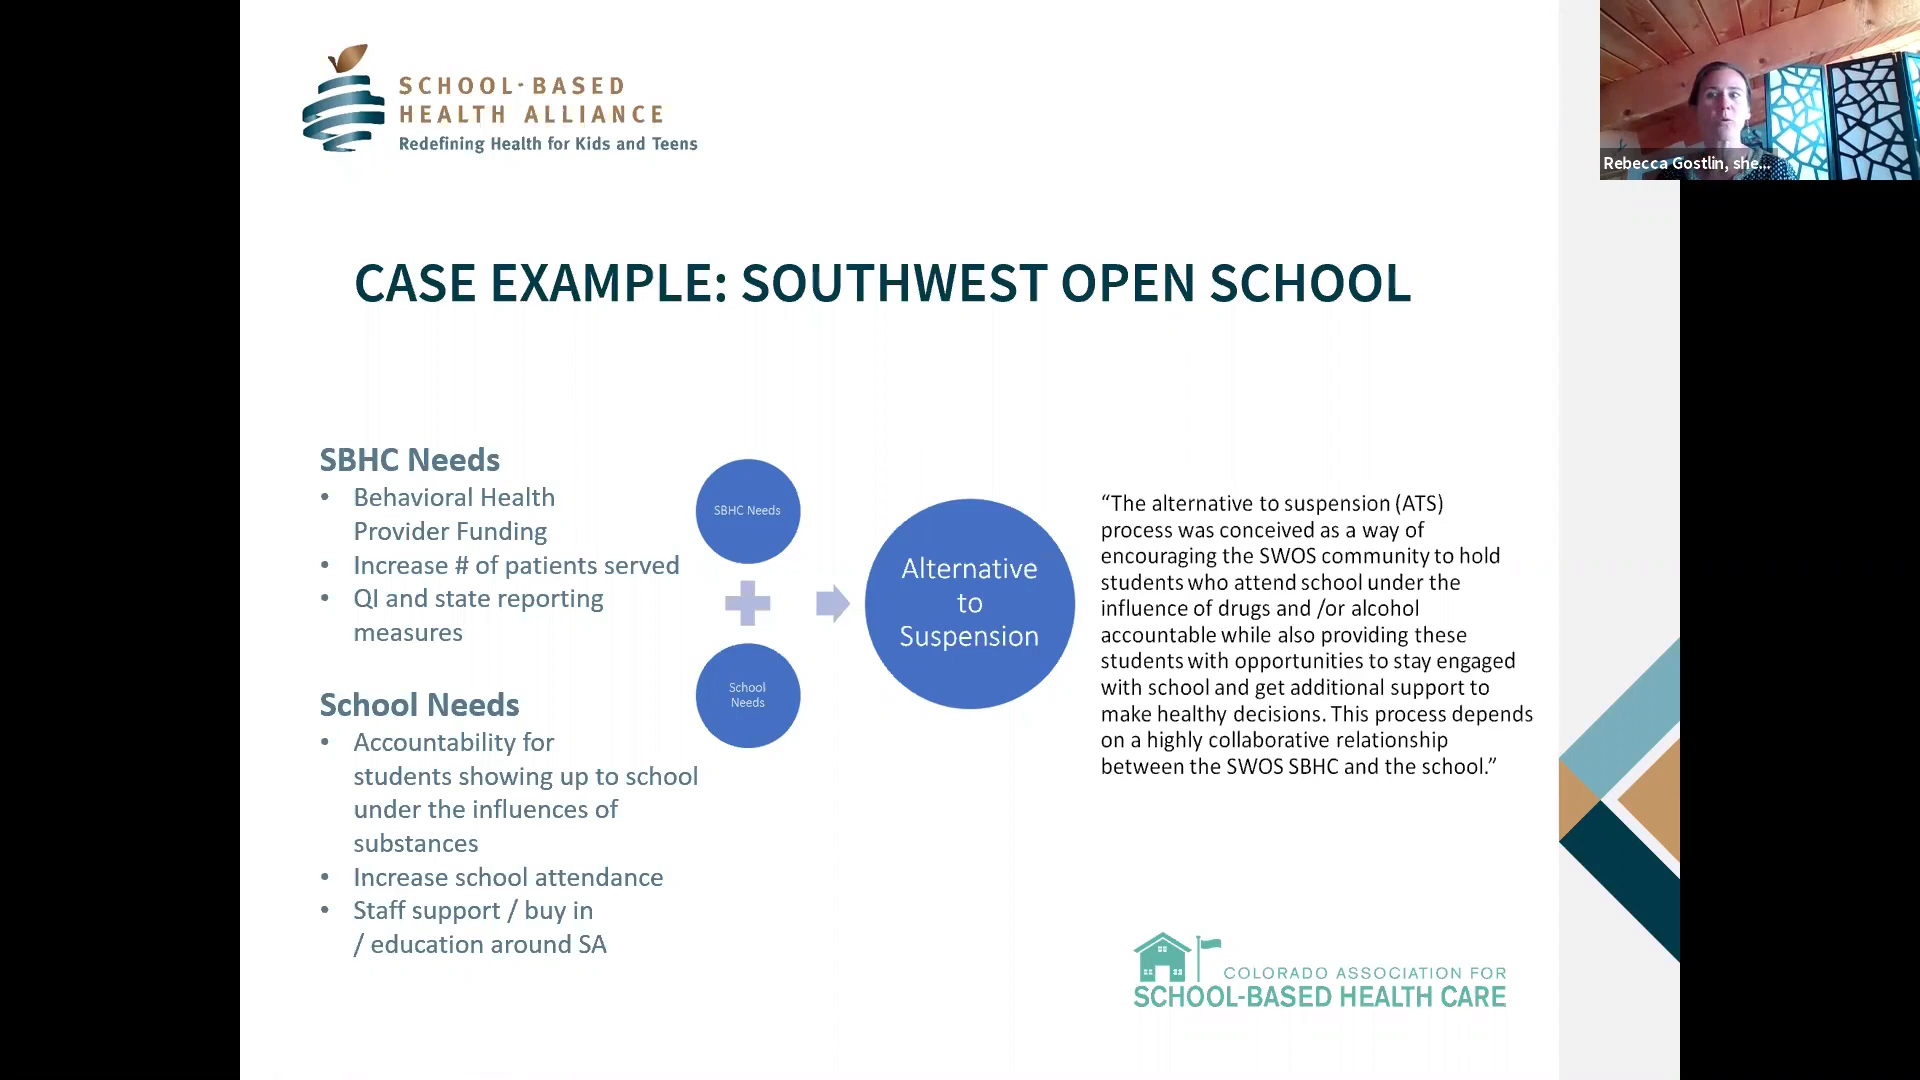 SCHOOL-BASED
HEALTH ALLIANCE
Redefining Health for Kids and Teens
Rebecca Gostlin, she...
CASE EXAMPLE: SOUTHWEST OPEN SCHOOL
SBHC Needs
• Behavioral Health
Provider Funding
• Increase # of patients served
• QI and state reporting
measures
School Needs
• Accountability for
students showing up to school
under the influences of
substances
• Increase school attendance
• Staff support / buy in
/ education around SA
SBHC Needs
School
Needs
Alternative
to
Suspension
“The alternative to suspension (ATS)
process was conceived as a way of
encouraging the SWOS community to hold
students who attend school under the
influence of drugs and /or alcohol
accountable while also providing these
students with opportunities to stay engaged
with school and get additional support to
make healthy decisions. This process depends
on a highly collaborative relationship
between the SWOS SBHC and the school.”
COLORADO ASSOCIATION FOR
SCHOOL-BASED HEALTH CARE